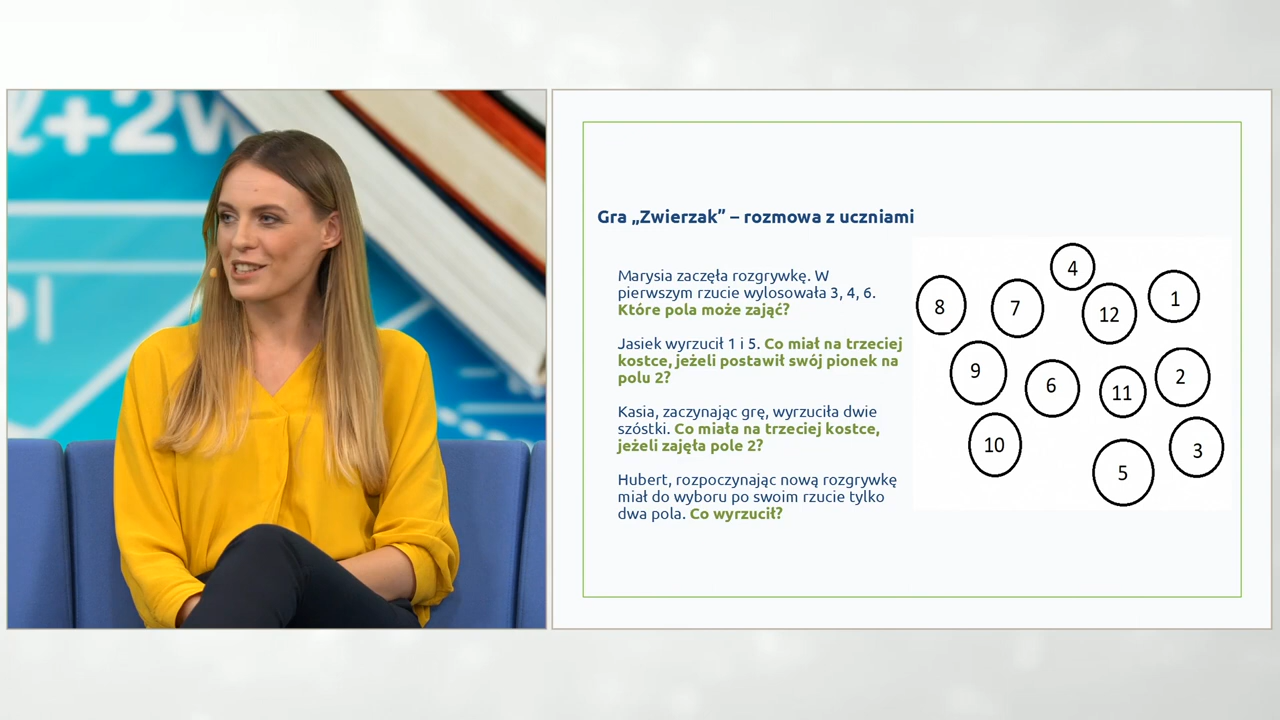 l+2w
Gra „Zwierzak” – rozmowa z uczniami
Marysia zaczęła rozgrywkę. W
pierwszym rzucie wylosowała 3, 4, 6.
Które pola może zająć?
Jasiek wyrzucił 1 i 5. Co miał na trzeciej
kostce, jeżeli postawił swój pionek na
polu 2?
Kasia, zaczynając grę, wyrzuciła dwie
szóstki. Co miała na trzeciej kostce,
jeżeli zajęła pole 2?
Hubert, rozpoczynając nową rozgrywkę
miał do wyboru po swoim rzucie tylko
dwa pola. Co wyrzucił?
4
8
7
12
1
9
6
11
2
10
5
3